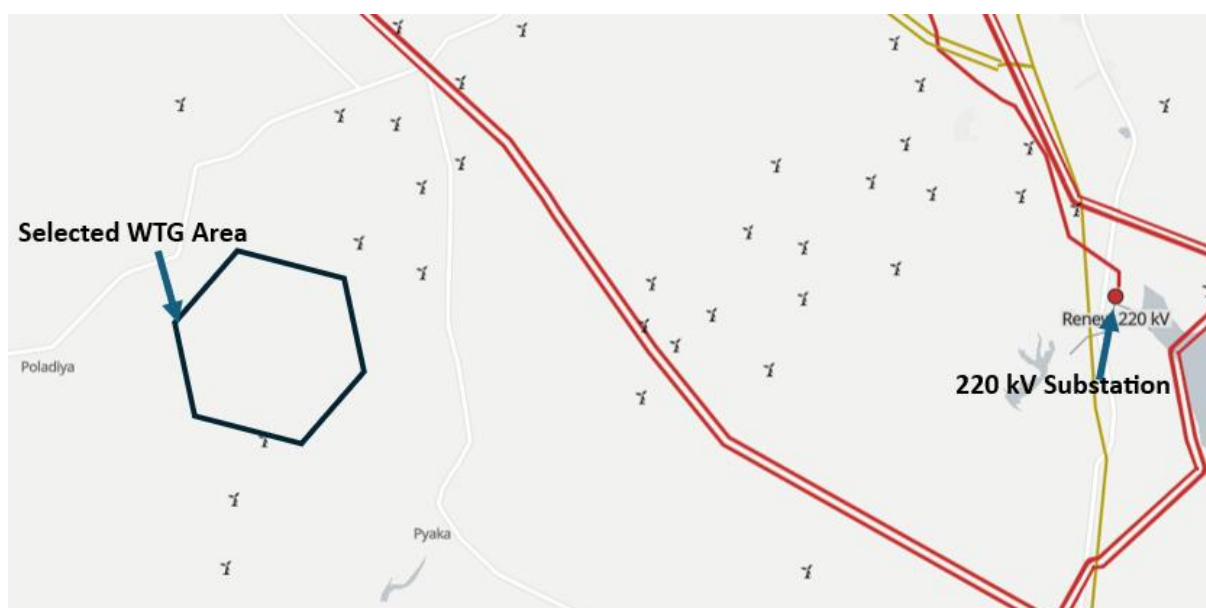 Selected WTG Area
Poladiya
220 kV
220 kV Substation
Pyaka